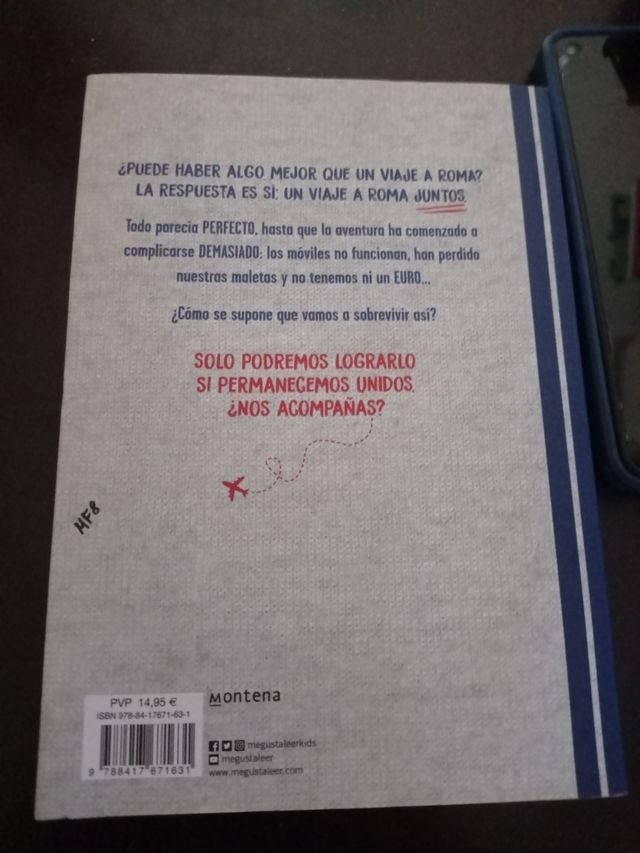 ¿PUEDE HABER ALGO MEJOR QUE UN VIAJE A ROMA?
LA RESPUESTA ES SÍ: UN VIAJE A ROMA JUNTOS.
Todo parecía PERFECTO, hasta que la aventura ha comenzado a
complicarse DEMASIADO: los móviles no funcionan, han perdido
nuestras maletas y no tenemos ni un EURO...
¿Cómo se supone que vamos a sobrevivir así?
SOLO PODREMOS LOGRARLO
SI PERMANECEMOS UNIDOS.
¿NOS ACOMPAÑAS?
MF8
PVP 14,95 €
ISBN 978-84-17671-63-1
9 788417 671631
Montena
megustaleerkids
megustaleer
www.megustaleer.com